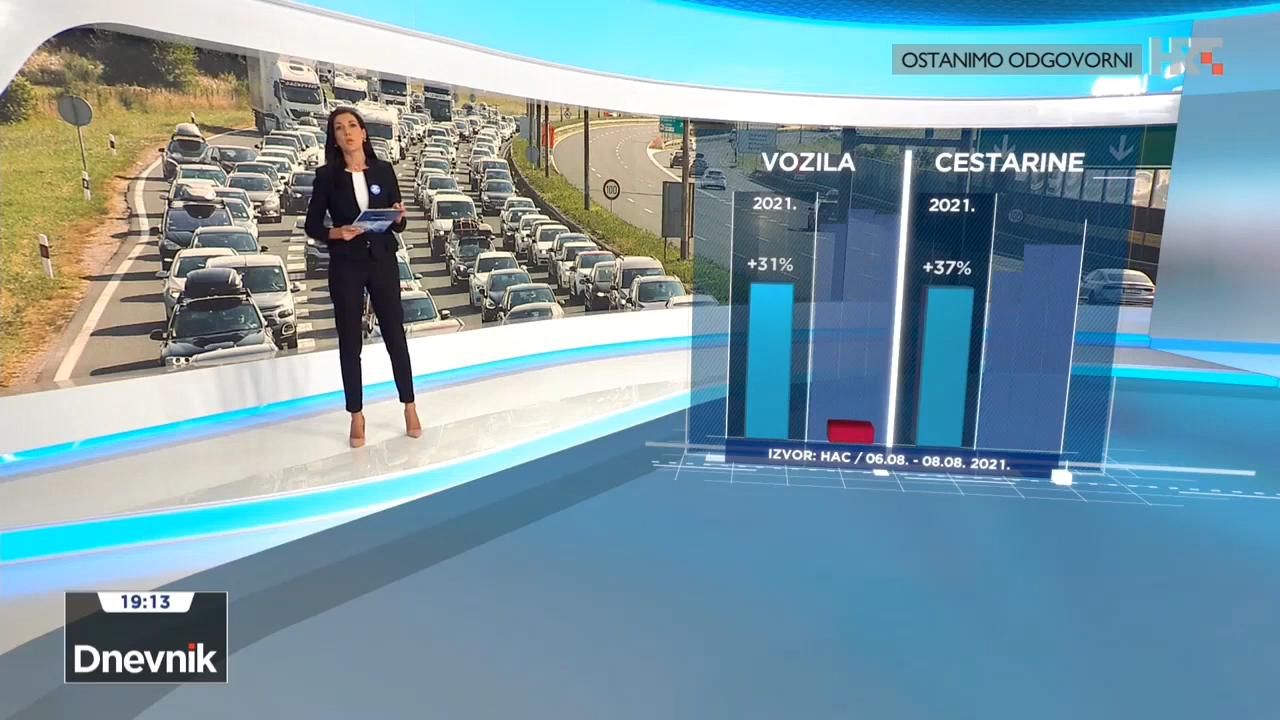 OSTANIMO ODGOVORNI
HRT
VOZILA
CESTARINE
2021.
2021.
+31%
+37%
100
IZVOR: HAC / 06.08. - 08.08. 2021.
19:13
Dnevnik